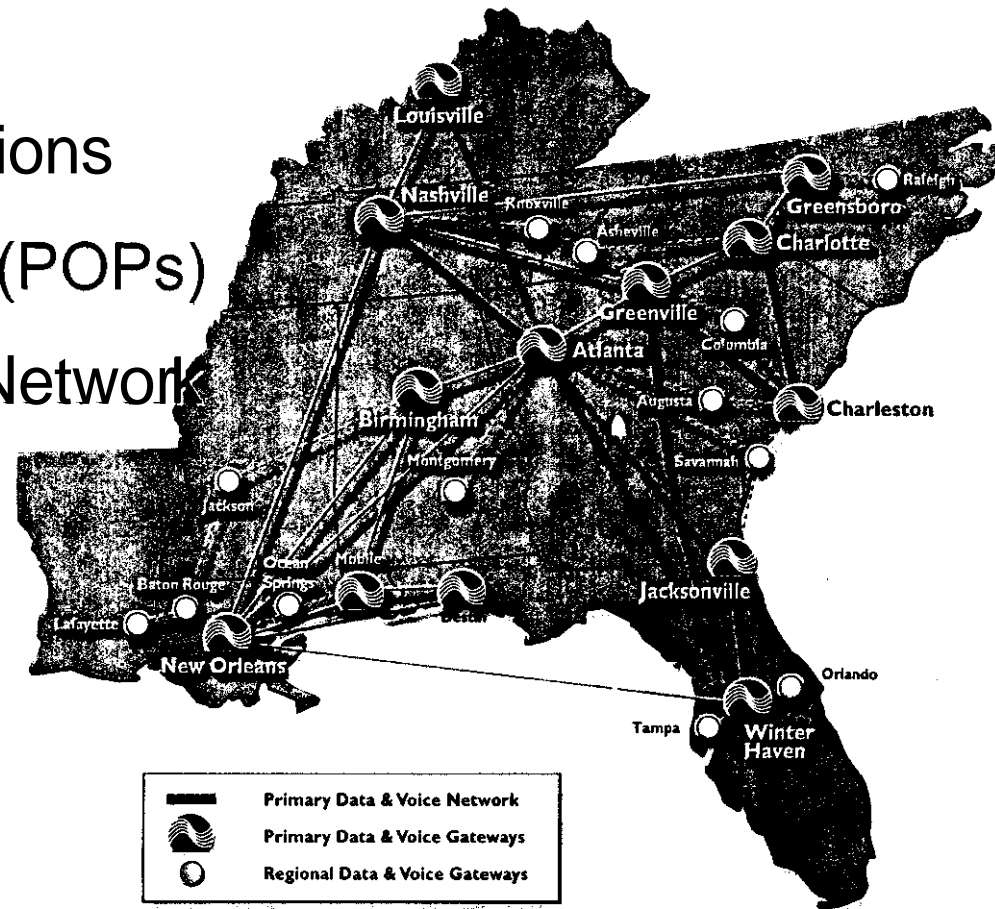 ions
(POPs)
Network
Louisville
Nashville
Knoxville
Asheville
Greensboro
Raleigh
Charlotte
Greenville
Columbia
Atlanta
Augusta
Charleston
Birmingham
Montgomery
Savannah
Jackson
Mobile
Ocean
Springs
Baton Rouge
Lafayette
New Orleans
Destin
Jacksonville
Orlando
Tampa
Winter
Haven
Primary Data & Voice Network
Primary Data & Voice Gateways
Regional Data & Voice Gateways